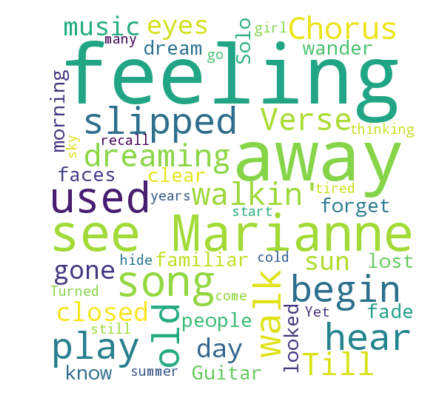 music eyes Solo girl Chorus
many dream go wander
feeling
morning slipped Verse thinking
sky recall dreaming away
faces clear walkin '
used years tired forget
start
see Marianne
hide familiar cold sun lost
gone song walk begin
Turned come
closed old people looked Yet fade
still hear
play day Till
know summer Guitar